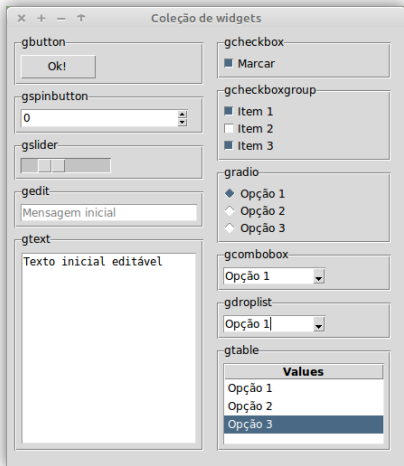 Coleção de widgets
gbutton
Ok!
gspinbutton
0
gslider
gedit
Mensagem inicial
gtext
Texto inicial editável
gcheckbox
Marcar
gcheckboxgroup
Item 1
Item 2
Item 3
gradio
Opção 1
Opção 2
Opção 3
gcombobox
Opção 1
gdroplist
Opção 1
gtable
Values
Opção 1
Opção 2
Opção 3